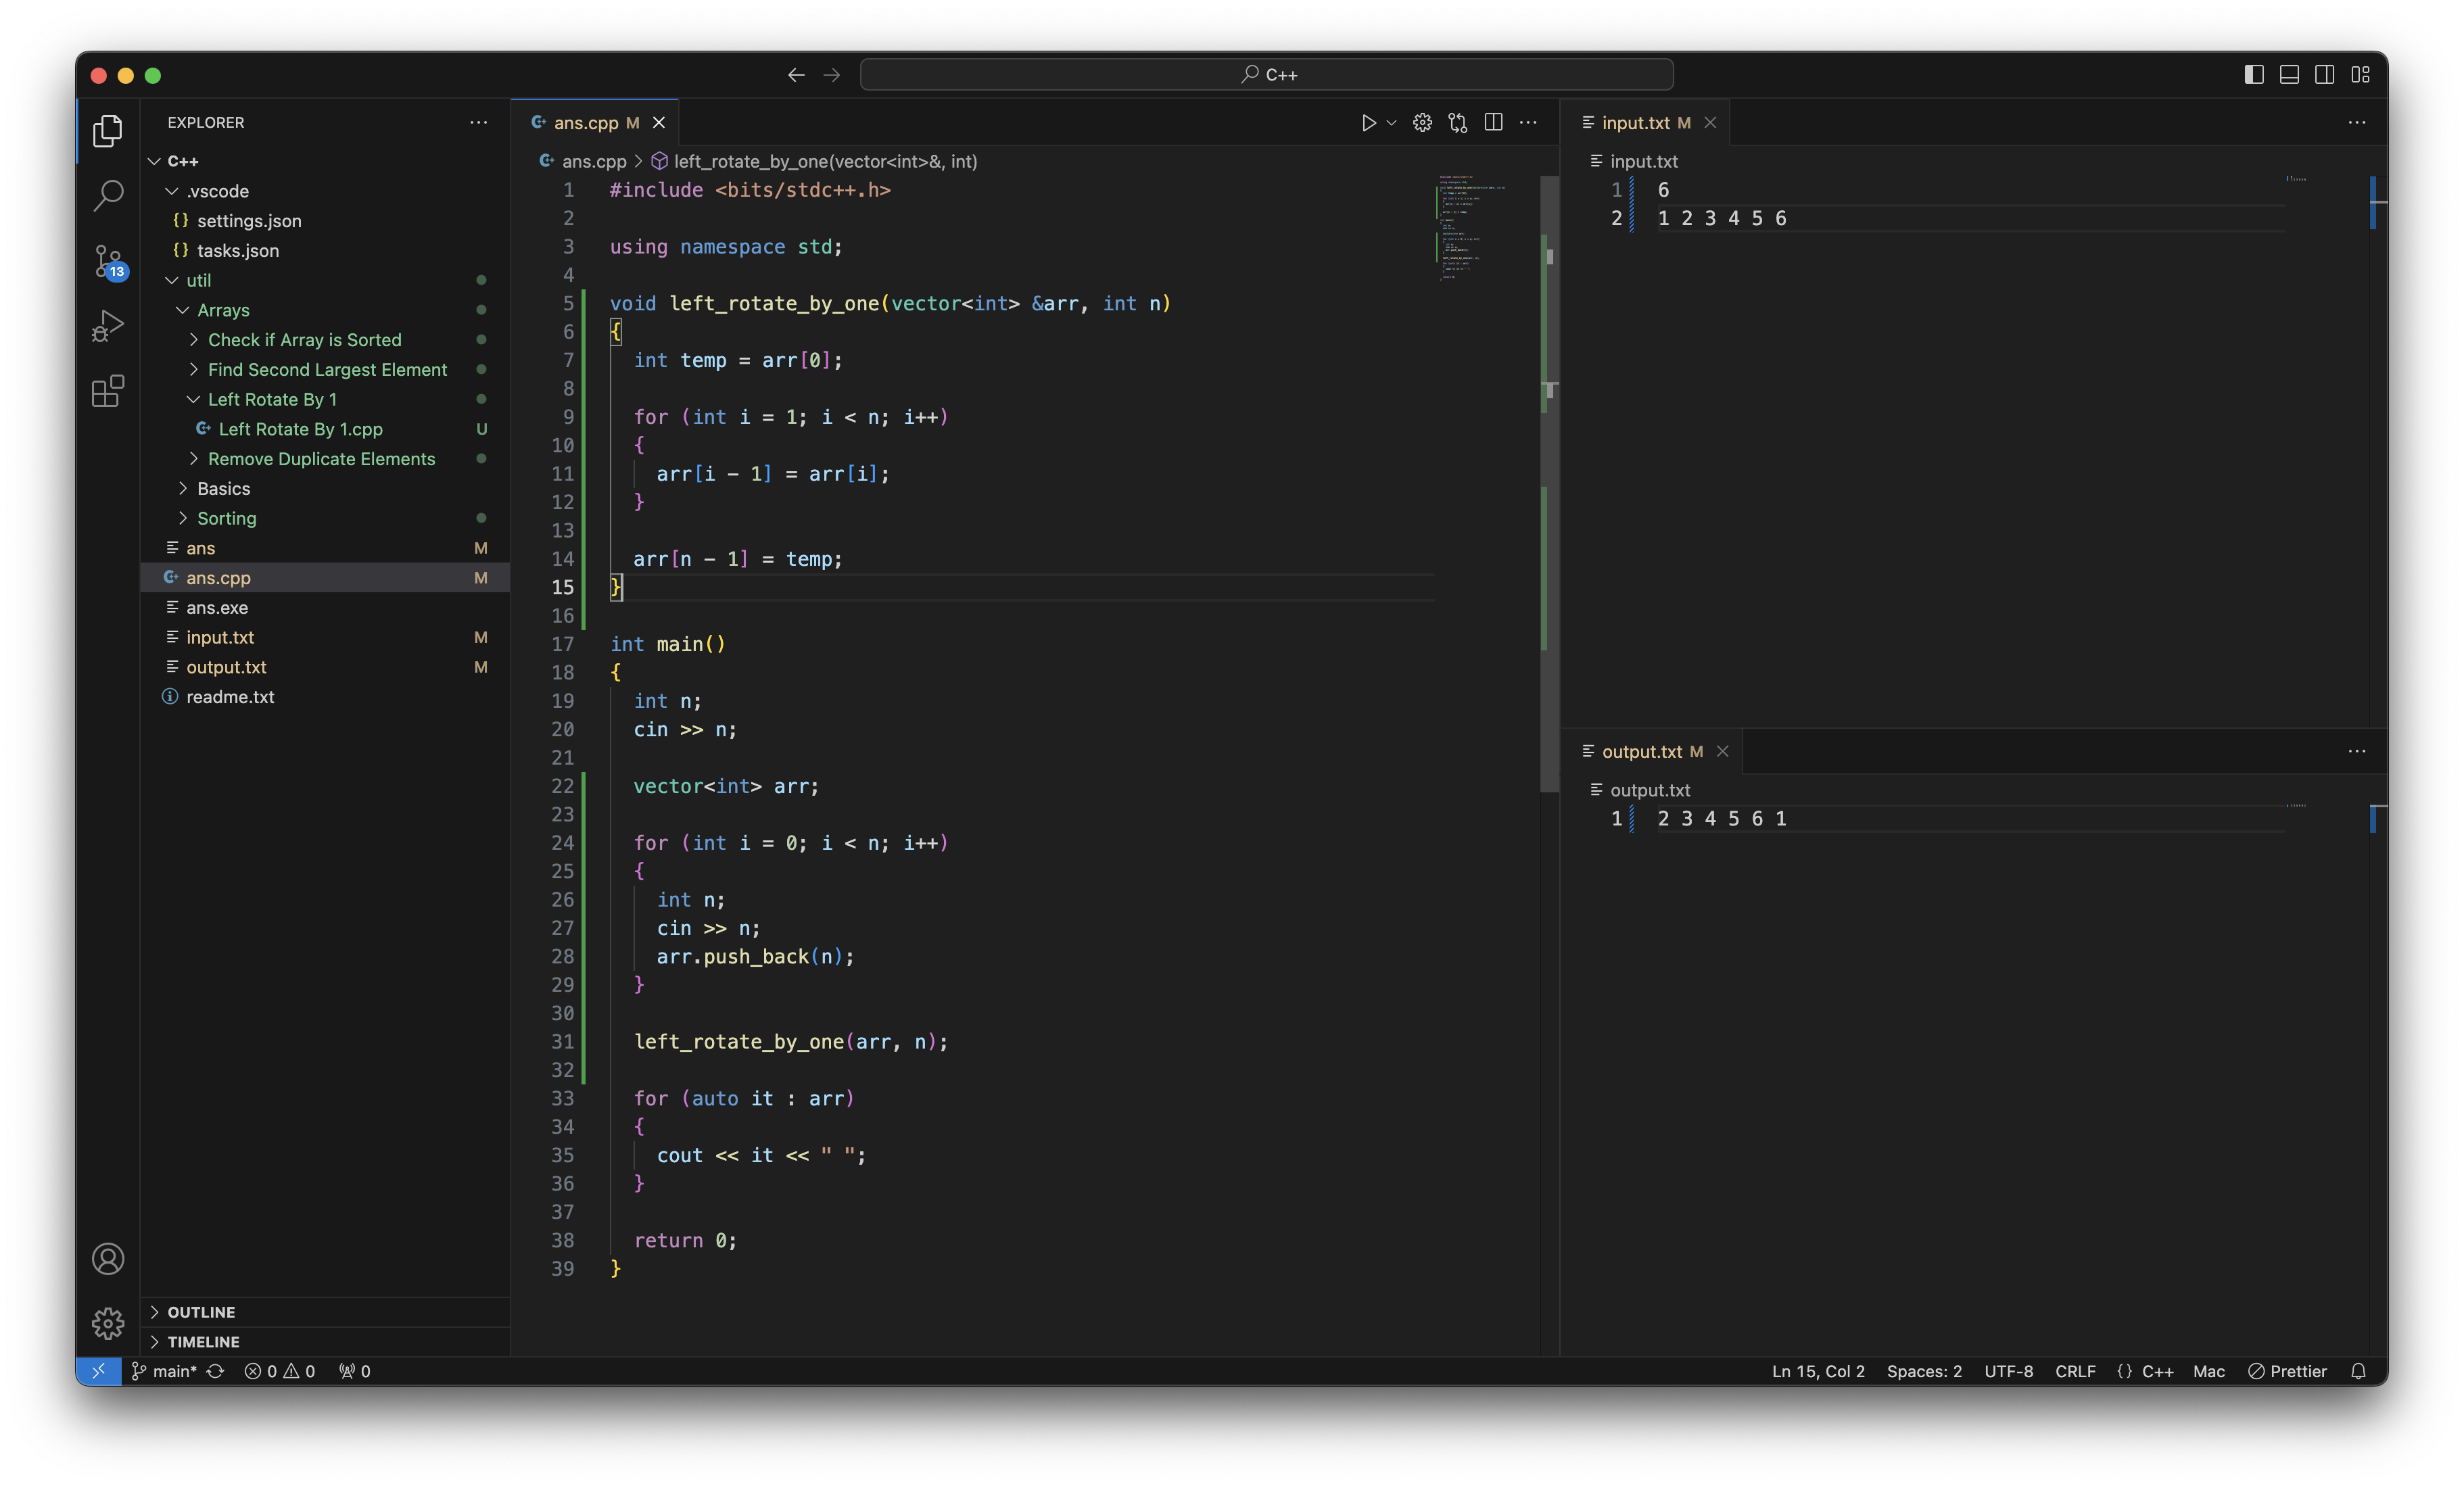 C++
EXPLORER
C++
.vscode
{} settings.json
{} tasks.json
util
Arrays
Check if Array is Sorted
Find Second Largest Element
Left Rotate By 1
Left Rotate By 1.cpp U
Remove Duplicate Elements
Basics
Sorting
ans M
ans.cpp M
ans.exe
input.txt M
output.txt M
readme.txt
OUTLINE
TIMELINE
13
ans.cpp M
ans.cpp > left_rotate_by_one(vector<int>&, int)
1 #include <bits/stdc++.h>
2
3 using namespace std;
4
5 void left_rotate_by_one(vector<int> &arr, int n)
6 {
7 int temp = arr[0];
8
9 for (int i = 1; i < n; i++)
10 {
11 arr[i - 1] = arr[i];
12 }
13
14 arr[n - 1] = temp;
15 }
16
17 int main()
18 {
19 int n;
20 cin >> n;
21
22 vector<int> arr;
23
24 for (int i = 0; i < n; i++)
25 {
26 int n;
27 cin >> n;
28 arr.push_back(n);
29 }
30
31 left_rotate_by_one(arr, n);
32
33 for (auto it : arr)
34 {
35 cout << it << " ";
36 }
37
38 return 0;
39 }
input.txt M
input.txt
1 6
2 1 2 3 4 5 6
output.txt M
output.txt
1 2 3 4 5 6 1
main* 0 0 0
Ln 15, Col 2 Spaces: 2 UTF-8 CRLF {} C++ Mac Prettier